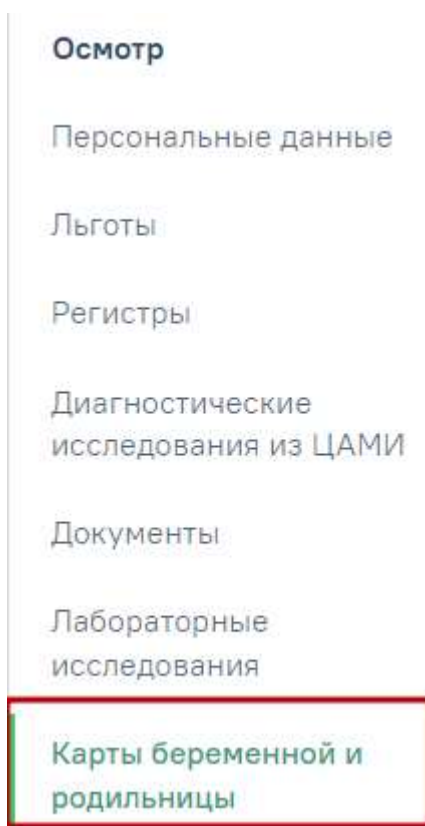 Осмотр
Персональные данные
Льготы
Регистры
Диагностические
исследования из ЦАМИ
Документы
Лабораторные
исследования
Карты беременной и
родильницы